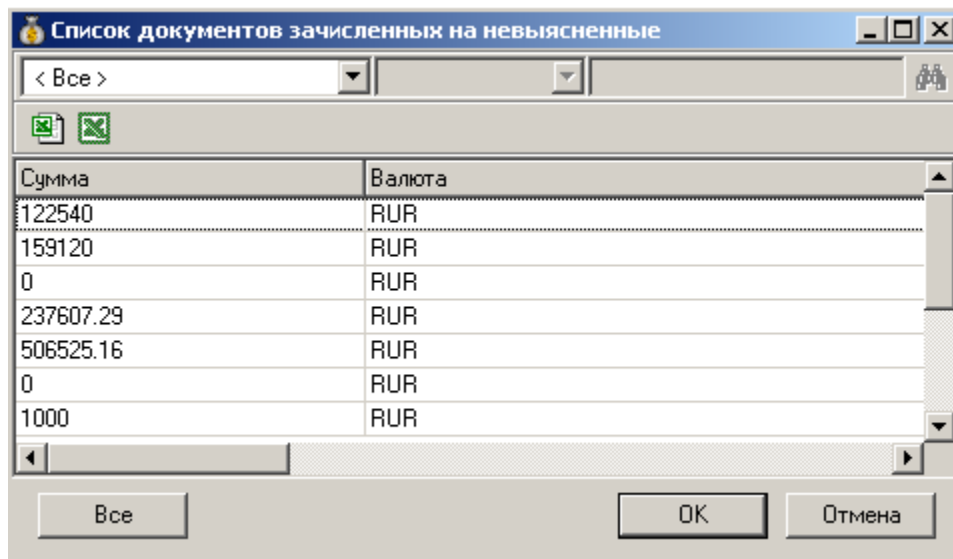 Список документов зачисленных на невыясненные
< Все >
Сумма Валюта
122540 RUR
159120 RUR
0 RUR
237607.29 RUR
506525.16 RUR
0 RUR
1000 RUR
Все OK Отмена